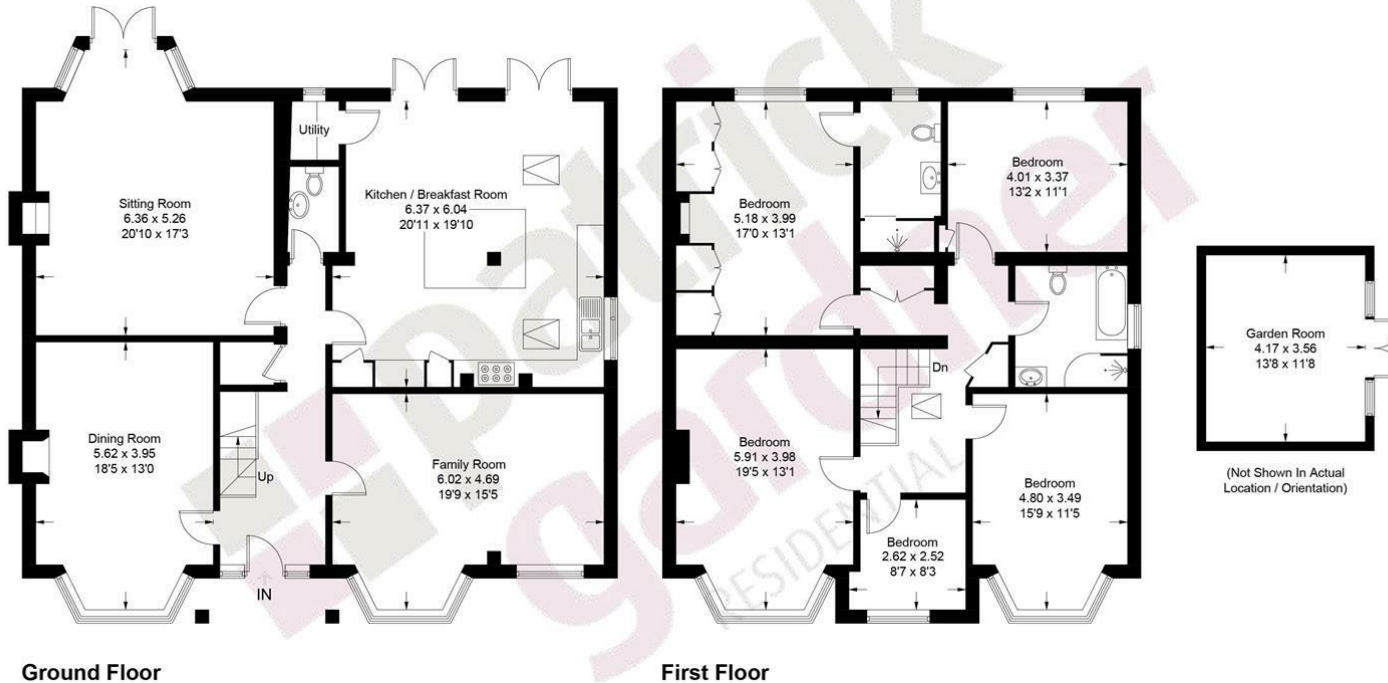 Sitting Room
6.36 x 5.26
20'10 x 17'3
Utility
Kitchen / Breakfast Room
6.37 x 6.04
20'11 x 19'10
Dining Room
5.62 x 3.95
18'5 x 13'0
Up
Family Room
6.02 x 4.69
19'9 x 15'5
IN
Ground Floor
Bedroom
5.18 x 3.99
17'0 x 13'1
Bedroom
4.01 x 3.37
13'2 x 11'1
Dn
Bedroom
5.91 x 3.98
19'5 x 13'1
Bedroom
2.62 x 2.52
8'7 x 8'3
Bedroom
4.80 x 3.49
15'9 x 11'5
First Floor
Garden Room
4.17 x 3.56
13'8 x 11'8
(Not Shown In Actual
Location / Orientation)
patrick
gardner
RESIDENTIAL